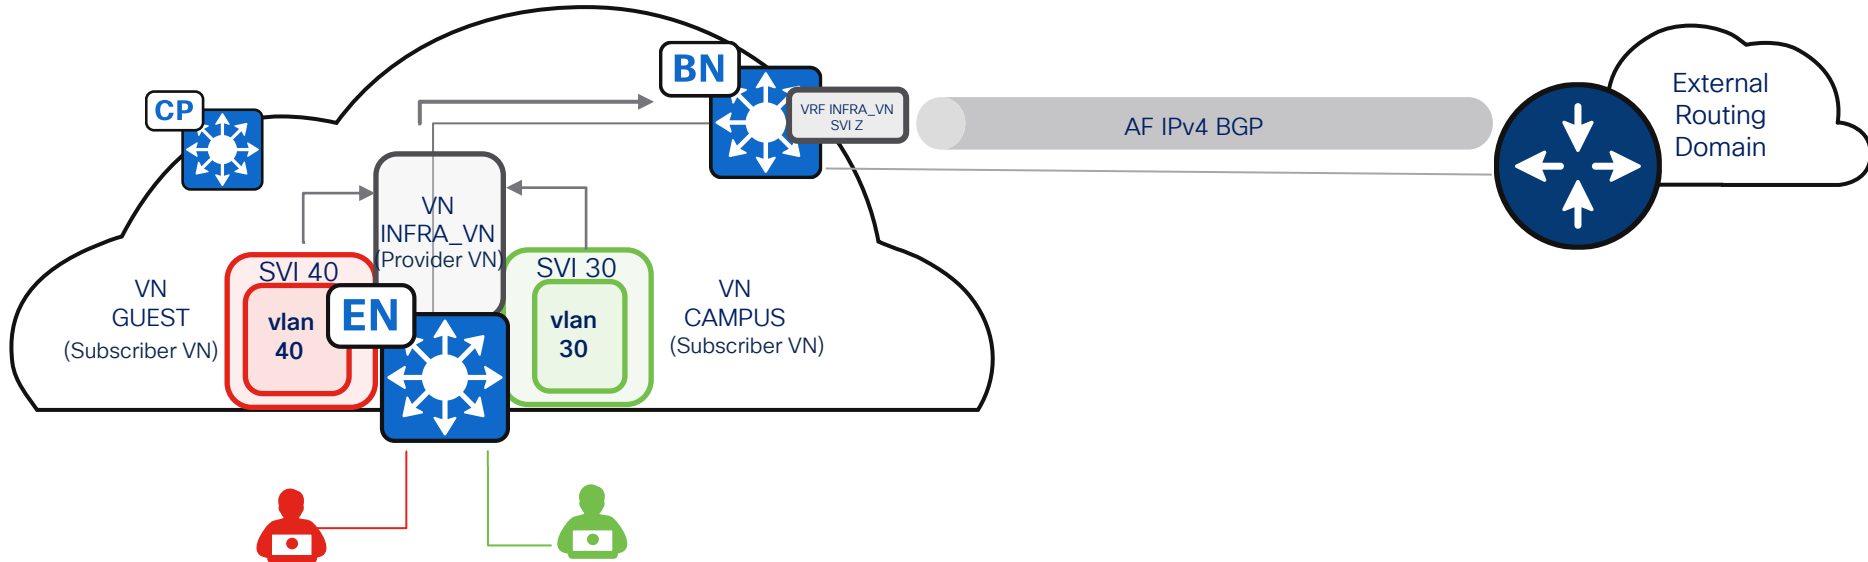 BN
CP
VRF INFRA_VN
SVI Z
AF IPv4 BGP
External
Routing
Domain
VN
INFRA_VN
(Provider VN)
SVI 40
SVI 30
VN
GUEST
(Subscriber VN)
vlan
40
EN
vlan
30
VN
CAMPUS
(Subscriber VN)